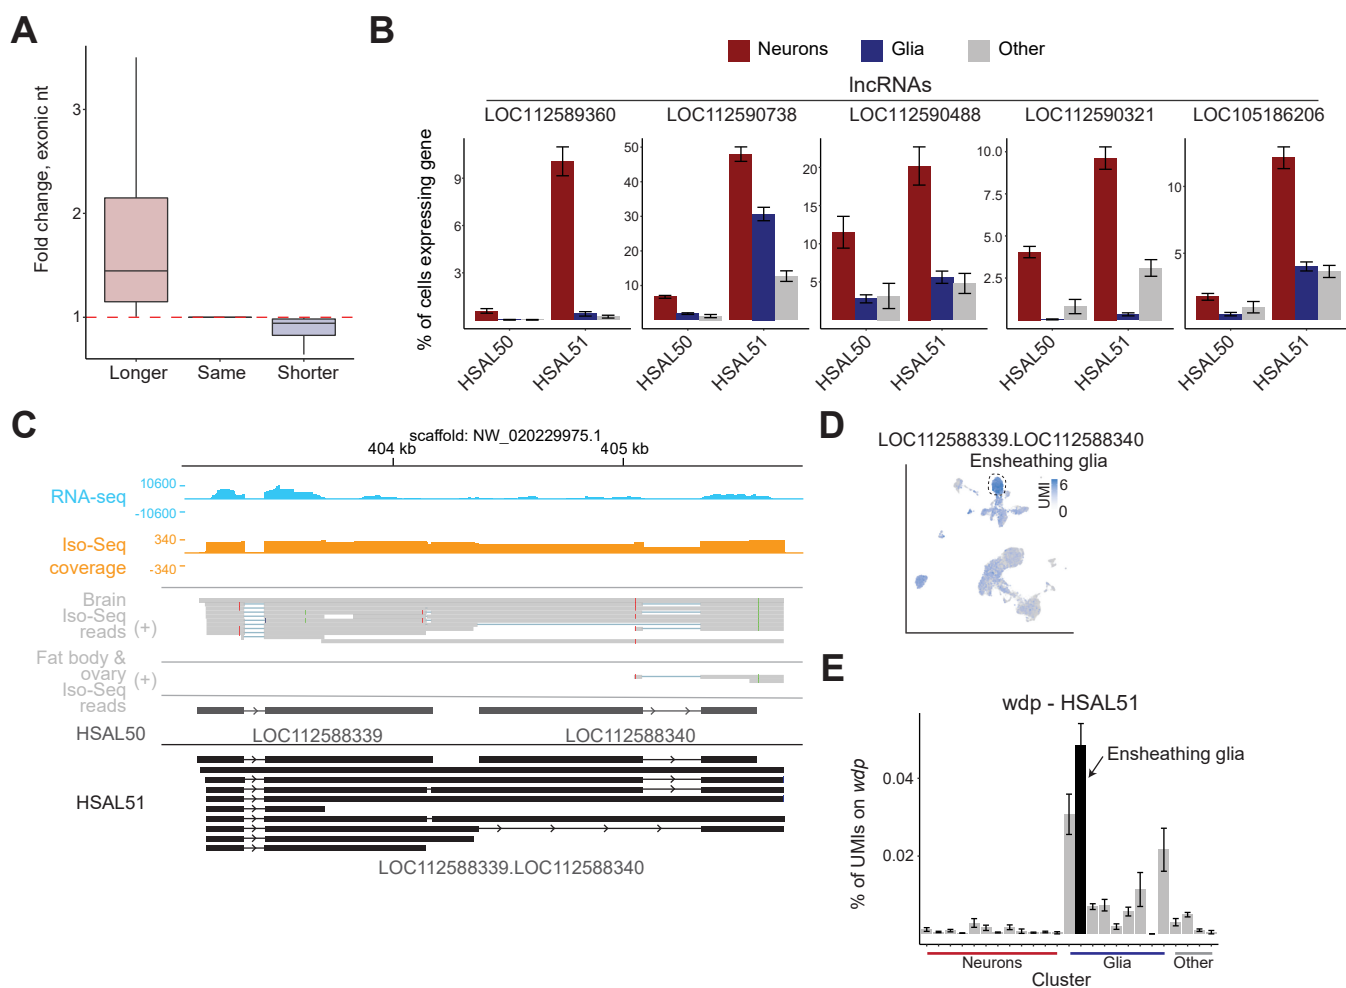 A
Fold change, exonic nt
3
2
1
Longer
Same
Shorter
B
Neurons
Glia
Other
lncRNAs
LOC112589360
LOC112590738
LOC112590488
LOC112590321
LOC105186206
% of cells expressing gene
9
6
3
50
40
30
20
10
20
15
10
5
10.0
7.5
5.0
2.5
10
5
HSAL50
HSAL51
HSAL50
HSAL51
HSAL50
HSAL51
HSAL50
HSAL51
HSAL50
HSAL51
C
scaffold: NW_020229975.1
404 kb
405 kb
RNA-seq
10600
-10600
Iso-Seq
coverage
340
-340
Brain
Iso-Seq
reads
(+)
Fat body &
ovary
Iso-Seq
reads
(+)
HSAL50
LOC112588339
LOC112588340
HSAL51
LOC112588339.LOC112588340
D
LOC112588339.LOC112588340
Ensheathing glia
UMI
6
0
E
wdp - HSAL51
Ensheathing glia
% of UMIs on wdp
0.04
0.02
Neurons
Glia
Other
Cluster